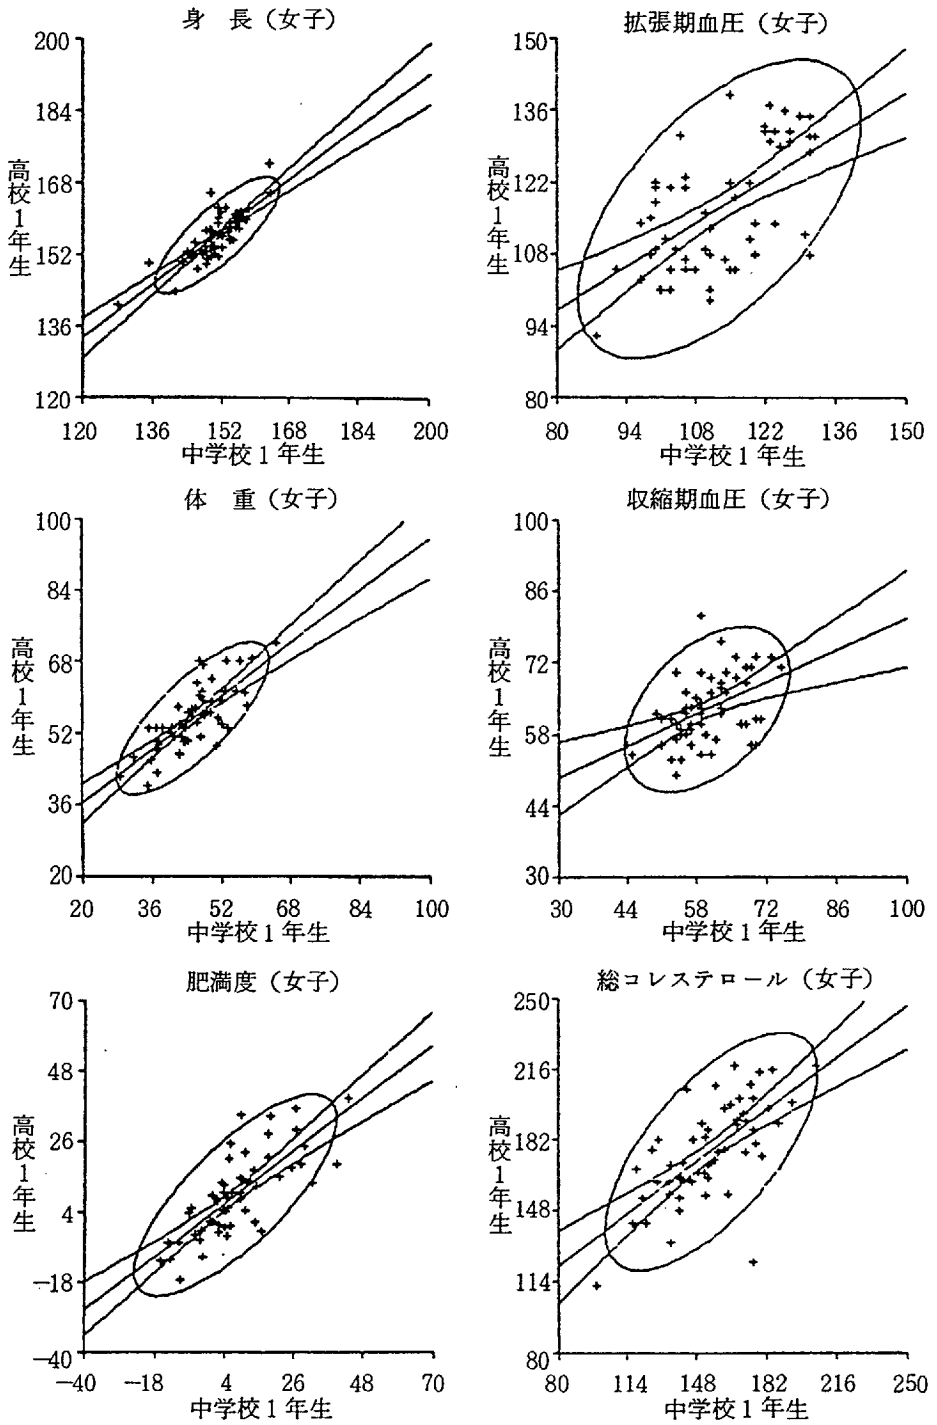 身 長（女子）
200
184
168
152
136
120
高校1年生
120 136 152 168 184 200
中学校1年生
拡張期血圧（女子）
150
136
122
108
94
80
高校1年生
80 94 108 122 136 150
中学校1年生
体 重（女子）
100
84
68
52
36
20
高校1年生
20 36 52 68 84 100
中学校1年生
収縮期血圧（女子）
100
86
72
58
44
30
高校1年生
30 44 58 72 86 100
中学校1年生
肥満度（女子）
70
48
26
4
−18
−40
高校1年生
−40 −18 4 26 48 70
中学校1年生
総コレステロール（女子）
250
216
182
148
114
80
高校1年生
80 114 148 182 216 250
中学校1年生